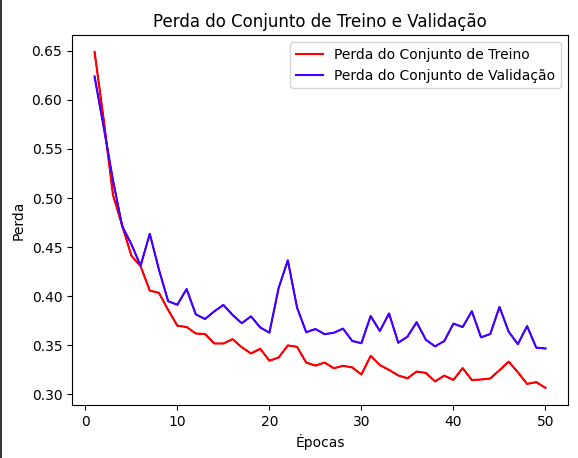 Perda do Conjunto de Treino e Validação
Perda do Conjunto de Treino
Perda do Conjunto de Validação
0.65
0.60
0.55
0.50
0.45
0.40
0.35
0.30
Perda
0
10
20
30
40
50
Épocas